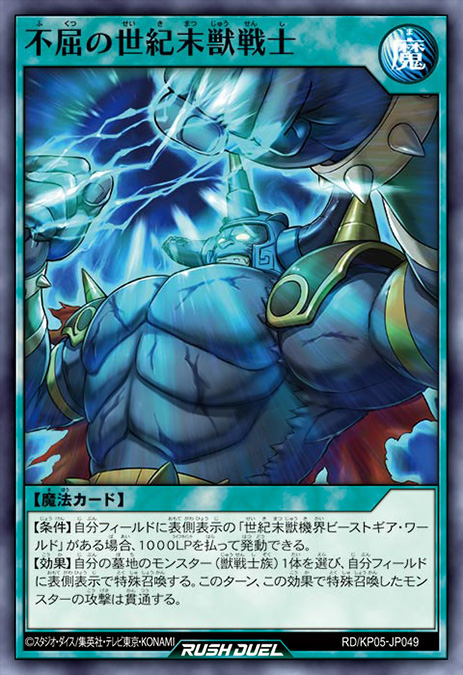 不屈の世紀末獣戦士
魔
【魔法カード】
【条件】自分フィールドに表側表示の「世紀末獣機界ビーストギア・ワー
ルド」がある場合、1000LPを払って発動できる。
【効果】自分の墓地のモンスター(獣戦士族)1体を選び、自分フィールド
に表側表示で特殊召喚する。このターン、この効果で特殊召喚したモ
ンスターの攻撃は貫通する。
©スタジオ・ダイス/集英社・テレビ東京・KONAMI
RUSH DUEL
RD/KP05-JP049